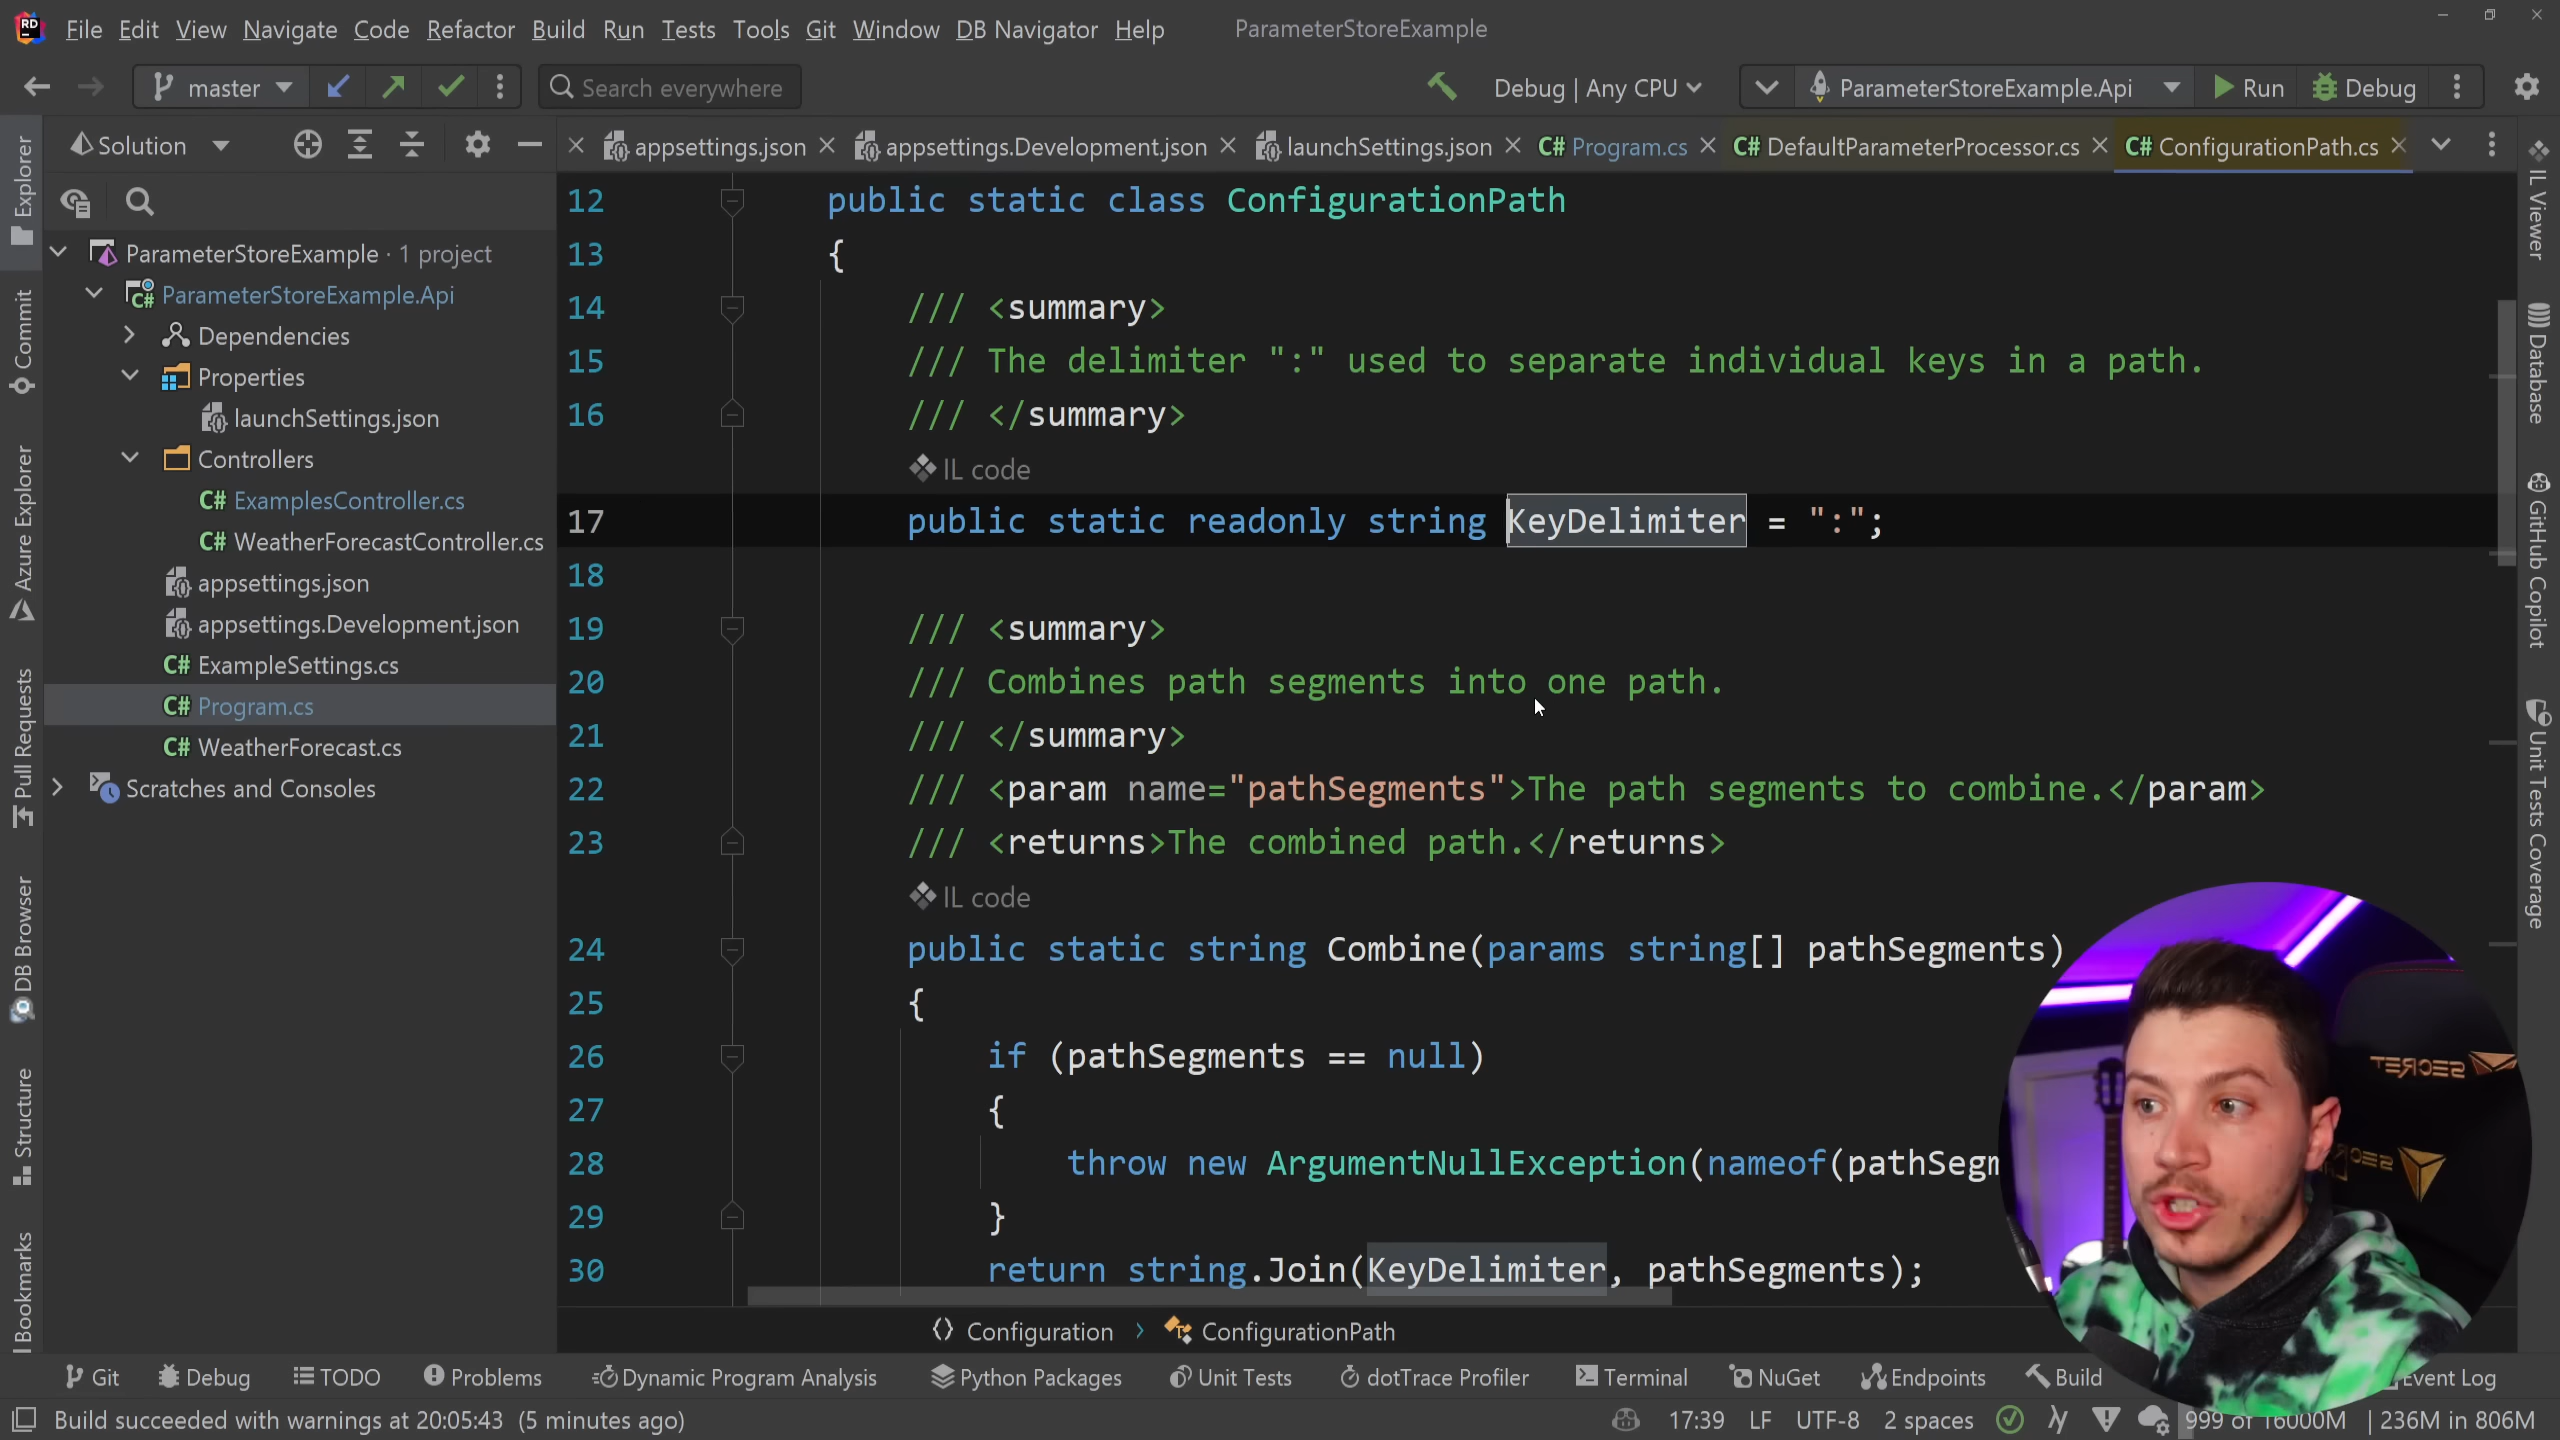 RD File Edit View Navigate Code Refactor Build Run Tests Tools Git Window DB Navigator Help ParameterStoreExample
master Search everywhere Debug | Any CPU ParameterStoreExample.Api Run Debug
Solution appsettings.json appsettings.Development.json launchSettings.json C# Program.cs C# DefaultParameterProcessor.cs C# ConfigurationPath.cs
Explorer
Commit
Azure Explorer
Pull Requests
DB Browser
Structure
Bookmarks
ParameterStoreExample · 1 project
C# ParameterStoreExample.Api
Dependencies
Properties
launchSettings.json
Controllers
C# ExamplesController.cs
C# WeatherForecastController.cs
appsettings.json
appsettings.Development.json
C# ExampleSettings.cs
C# Program.cs
C# WeatherForecast.cs
Scratches and Consoles
12 public static class ConfigurationPath
13 {
14 /// <summary>
15 /// The delimiter ":" used to separate individual keys in a path.
16 /// </summary>
IL code
17 public static readonly string KeyDelimiter = ":";
18
19 /// <summary>
20 /// Combines path segments into one path.
21 /// </summary>
22 /// <param name="pathSegments">The path segments to combine.</param>
23 /// <returns>The combined path.</returns>
IL code
24 public static string Combine(params string[] pathSegments)
25 {
26 if (pathSegments == null)
27 {
28 throw new ArgumentNullException(nameof(pathSegm
29 }
30 return string.Join(KeyDelimiter, pathSegments);
IL Viewer
Database
GitHub Copilot
Unit Tests Coverage
SECRET
Configuration › ConfigurationPath
Git Debug TODO Problems Dynamic Program Analysis Python Packages Unit Tests dotTrace Profiler Terminal NuGet Endpoints Build Event Log
Build succeeded with warnings at 20:05:43 (5 minutes ago) 17:39 LF UTF-8 2 spaces 999 of 16000M | 236M in 806M